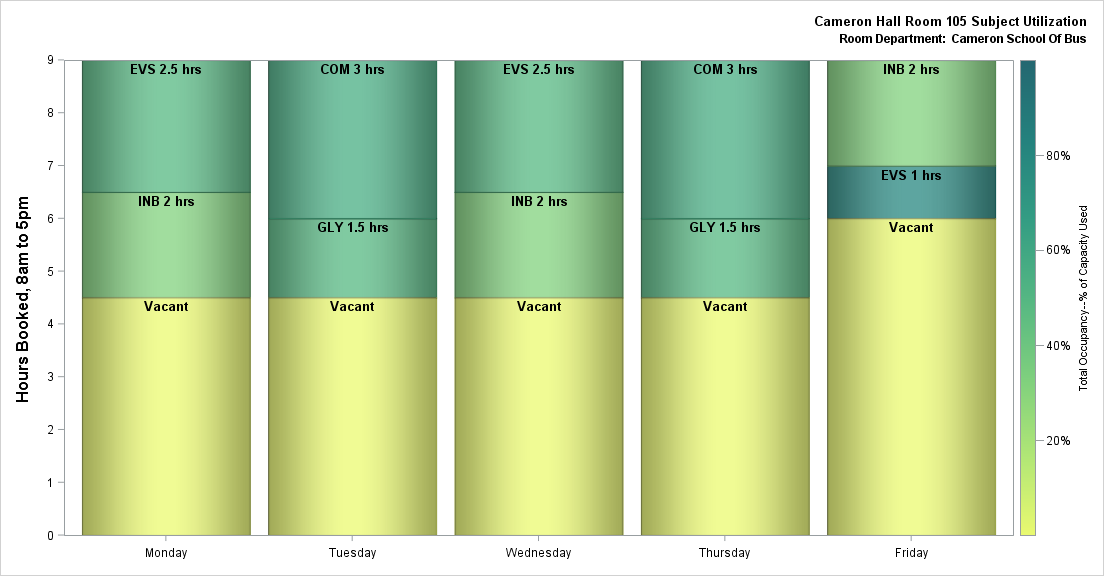 Cameron Hall Room 105 Subject Utilization
Room Department: Cameron School Of Bus
Hours Booked, 8am to 5pm
9
8
7
6
5
4
3
2
1
0
EVS 2.5 hrs
INB 2 hrs
Vacant
COM 3 hrs
GLY 1.5 hrs
Vacant
EVS 2.5 hrs
INB 2 hrs
Vacant
COM 3 hrs
GLY 1.5 hrs
Vacant
INB 2 hrs
EVS 1 hrs
Vacant
Monday
Tuesday
Wednesday
Thursday
Friday
80%
60%
40%
20%
Total Occupancy--% of Capacity Used